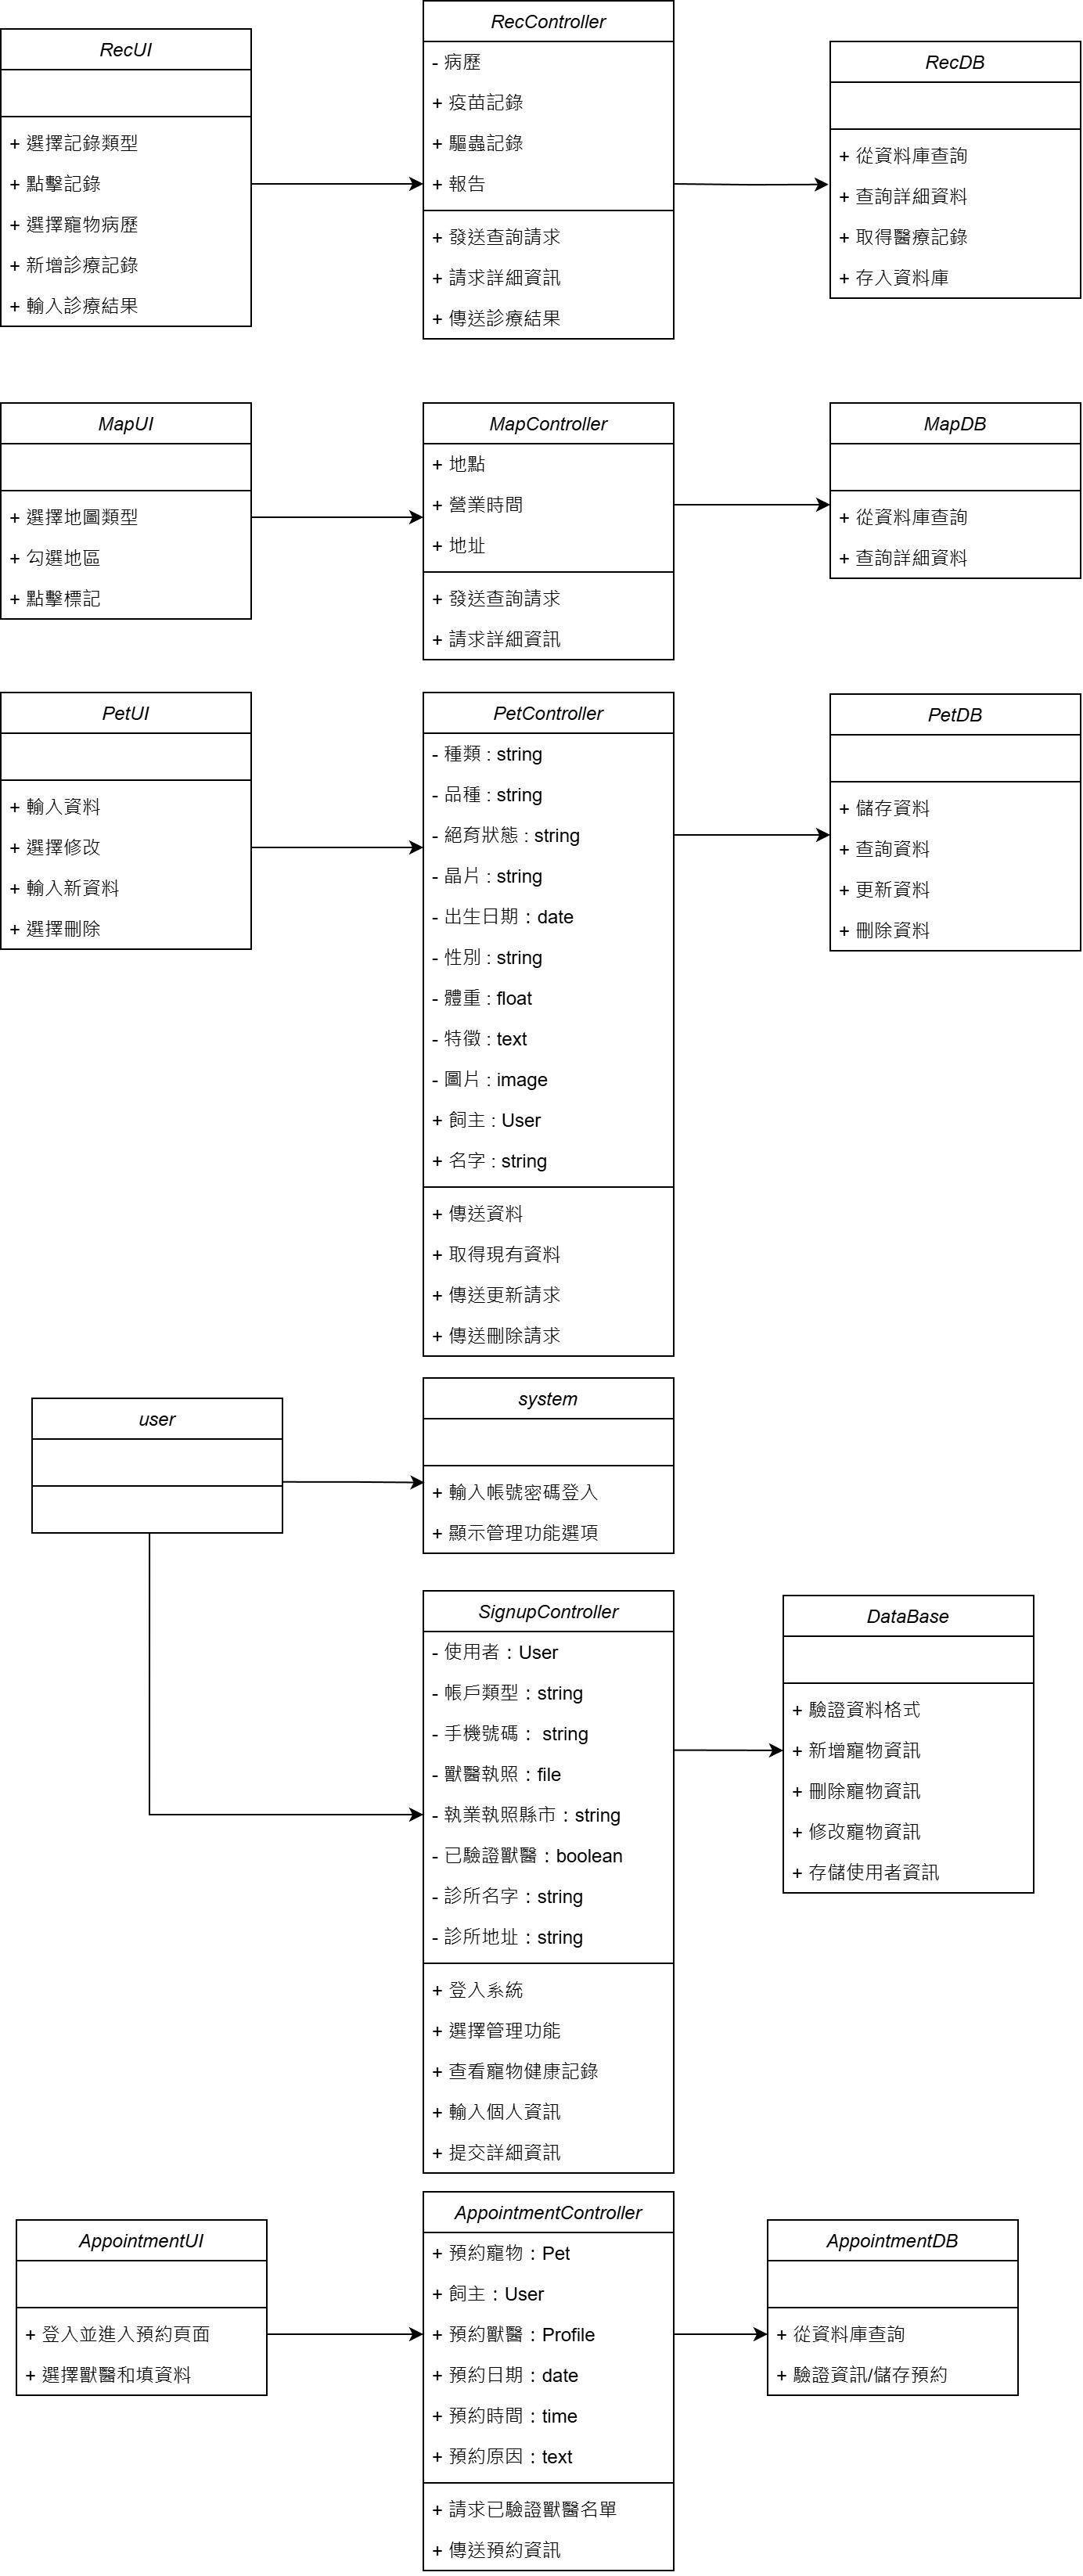 RecUI
+ 選擇記錄類型
+ 點擊記錄
+ 選擇寵物病歷
+ 新增診療記錄
+ 輸入診療結果
RecController
- 病歷
+ 疫苗記錄
+ 驅蟲記錄
+ 報告
+ 發送查詢請求
+ 請求詳細資訊
+ 傳送診療結果
RecDB
+ 從資料庫查詢
+ 查詢詳細資料
+ 取得醫療記錄
+ 存入資料庫
MapUI
+ 選擇地圖類型
+ 勾選地區
+ 點擊標記
MapController
+ 地點
+ 營業時間
+ 地址
+ 發送查詢請求
+ 請求詳細資訊
MapDB
+ 從資料庫查詢
+ 查詢詳細資料
PetUI
+ 輸入資料
+ 選擇修改
+ 輸入新資料
+ 選擇刪除
PetController
- 種類 : string
- 品種 : string
- 絕育狀態 : string
- 晶片 : string
- 出生日期：date
- 性別 : string
- 體重 : float
- 特徵 : text
- 圖片 : image
+ 飼主 : User
+ 名字 : string
+ 傳送資料
+ 取得現有資料
+ 傳送更新請求
+ 傳送刪除請求
PetDB
+ 儲存資料
+ 查詢資料
+ 更新資料
+ 刪除資料
user
system
+ 輸入帳號密碼登入
+ 顯示管理功能選項
SignupController
- 使用者：User
- 帳戶類型：string
- 手機號碼： string
- 獸醫執照：file
- 執業執照縣市：string
- 已驗證獸醫：boolean
- 診所名字：string
- 診所地址：string
+ 登入系統
+ 選擇管理功能
+ 查看寵物健康記錄
+ 輸入個人資訊
+ 提交詳細資訊
DataBase
+ 驗證資料格式
+ 新增寵物資訊
+ 刪除寵物資訊
+ 修改寵物資訊
+ 存儲使用者資訊
AppointmentUI
+ 登入並進入預約頁面
+ 選擇獸醫和填資料
AppointmentController
+ 預約寵物：Pet
+ 飼主：User
+ 預約獸醫：Profile
+ 預約日期：date
+ 預約時間：time
+ 預約原因：text
+ 請求已驗證獸醫名單
+ 傳送預約資訊
AppointmentDB
+ 從資料庫查詢
+ 驗證資訊/儲存預約